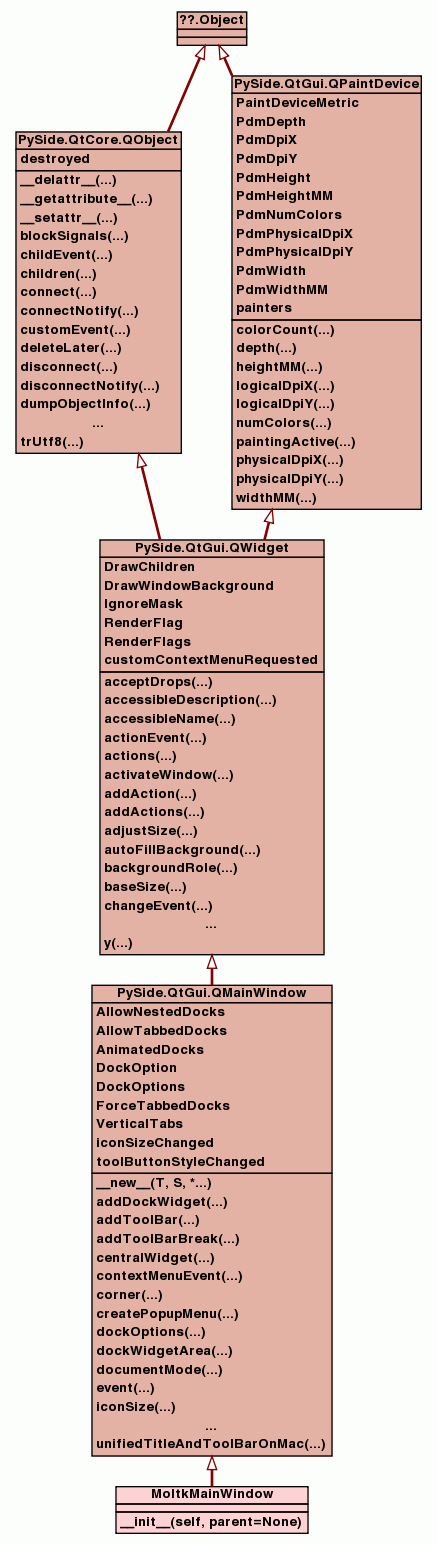 ??.Object
PySide.QtGui.QPaintDevice
PaintDeviceMetric
PdmDepth
PdmDpiX
PdmDpiY
PdmHeight
PdmHeightMM
PdmNumColors
PdmPhysicalDpiX
PdmPhysicalDpiY
PdmWidth
PdmWidthMM
painters
colorCount(...)
depth(...)
heightMM(...)
logicalDpiX(...)
logicalDpiY(...)
numColors(...)
paintingActive(...)
physicalDpiX(...)
physicalDpiY(...)
widthMM(...)
PySide.QtCore.QObject
destroyed
__delattr__(...)
__getattribute__(...)
__setattr__(...)
blockSignals(...)
childEvent(...)
children(...)
connect(...)
connectNotify(...)
customEvent(...)
deleteLater(...)
disconnect(...)
disconnectNotify(...)
dumpObjectInfo(...)
...
trUtf8(...)
PySide.QtGui.QWidget
DrawChildren
DrawWindowBackground
IgnoreMask
RenderFlag
RenderFlags
customContextMenuRequested
acceptDrops(...)
accessibleDescription(...)
accessibleName(...)
actionEvent(...)
actions(...)
activateWindow(...)
addAction(...)
addActions(...)
adjustSize(...)
autoFillBackground(...)
backgroundRole(...)
baseSize(...)
changeEvent(...)
...
y(...)
PySide.QtGui.QMainWindow
AllowNestedDocks
AllowTabbedDocks
AnimatedDocks
DockOption
DockOptions
ForceTabbedDocks
VerticalTabs
iconSizeChanged
toolButtonStyleChanged
__new__(T, S, *...)
addDockWidget(...)
addToolBar(...)
addToolBarBreak(...)
centralWidget(...)
contextMenuEvent(...)
corner(...)
createPopupMenu(...)
dockOptions(...)
dockWidgetArea(...)
documentMode(...)
event(...)
iconSize(...)
...
unifiedTitleAndToolBarOnMac(...)
MoltkMainWindow
__init__(self, parent=None)